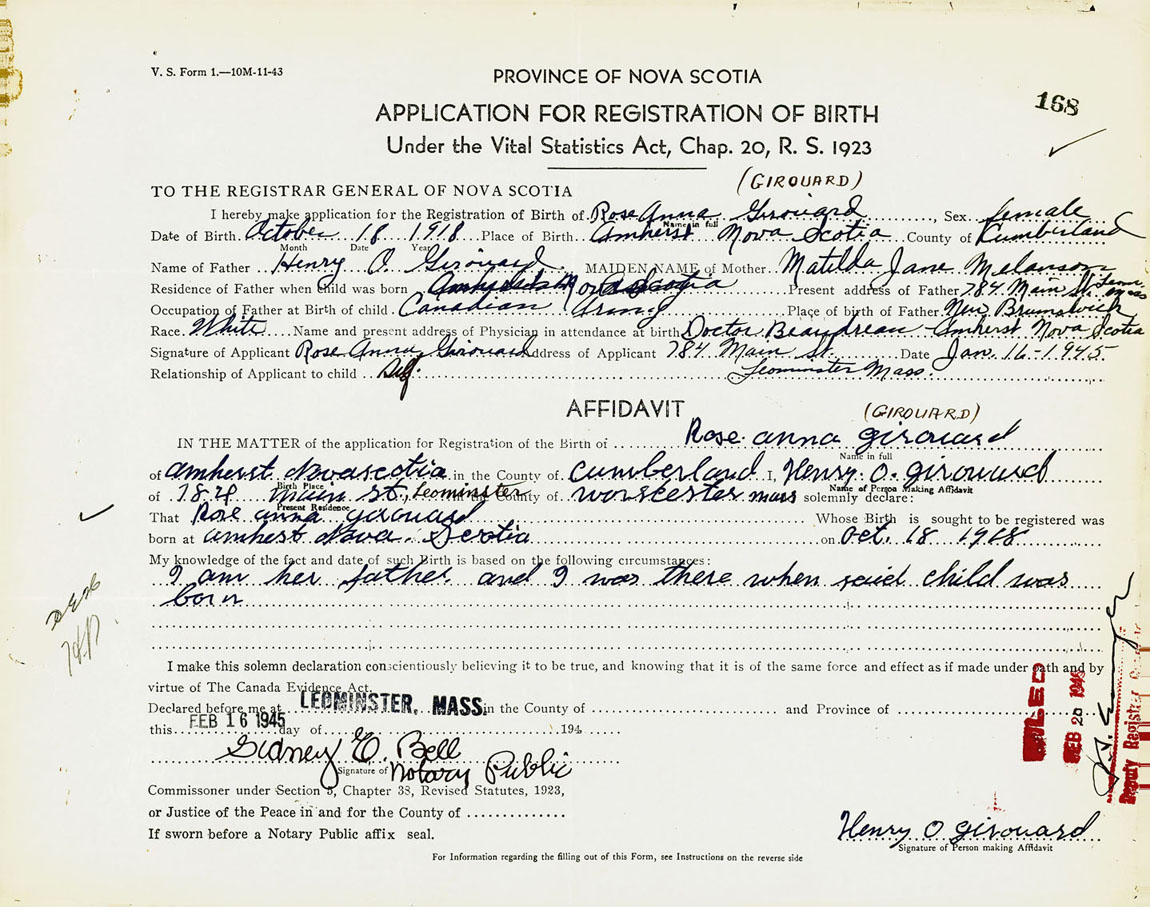 V. S. Form 1.—10M-11-43
PROVINCE OF NOVA SCOTIA
168
APPLICATION FOR REGISTRATION OF BIRTH
Under the Vital Statistics Act, Chap. 20, R. S. 1923
(GIROUARD)
TO THE REGISTRAR GENERAL OF NOVA SCOTIA
I hereby make application for the Registration of Birth of Rose Anna Girouard, Sex female
Name in full
Date of Birth October 18 1918 Place of Birth Amherst Nova Scotia County of Cumberland
Month Date Year
Name of Father Henry O. Girouard MAIDEN NAME of Mother Matilda Jane Melanson
Residence of Father when Child was born Nova Scotia Present address of Father 784 Main St. Mass
Occupation of Father at Birth of child Canadian Army Place of birth of Father New Brunswick
Race White Name and present address of Physician in attendance at birth Doctor Beaudreau Amherst Nova Scotia
Signature of Applicant Rose Anna Girouard Address of Applicant 784 Main St. Date Jan. 16-1945
Relationship of Applicant to child Self. Leominster Mass.
AFFIDAVIT
(GIROUARD)
IN THE MATTER of the application for Registration of the Birth of Rose anna girouard
Name in full
of amherst. Novascotia in the County of Cumberland I, Henry O. girouard
Birth Place Name of Person Making Affidavit
of 784 main st, Leominster County of worscester mass solemnly declare:
Present Residence
That Rose anna girouard Whose Birth is sought to be registered was
born at amhest Nova. Scotia on Oct. 18 1918
My knowledge of the fact and date of such Birth is based on the following circumstances:
I am her father and I was there when said child was
born
I make this solemn declaration conscientiously believing it to be true, and knowing that it is of the same force and effect as if made under oath and by
virtue of The Canada Evidence Act.
Declared before me at LEOMINSTER, MASS. in the County of and Province of
this FEB 16 1945 day of 194
Sidney E. Bell
Signature of Notary Public
Commissoner under Section 3, Chapter 38, Revised Statutes, 1923,
or Justice of the Peace in and for the County of
If sworn before a Notary Public affix seal.
FILED
FEB 20 1945
Deputy Registrar
Henry O girouard
Signature of Person making Affidavit
For Information regarding the filling out of this Form, see Instructions on the reverse side